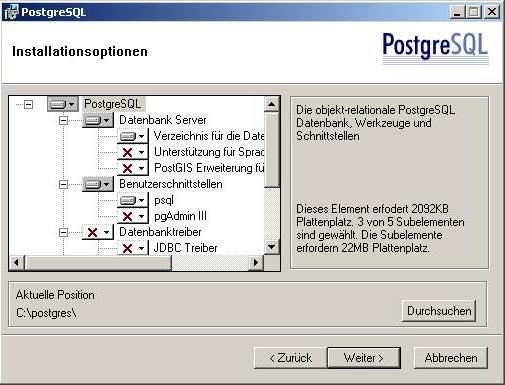 PostgreSQL
Installationsoptionen
PostgreSQL
PostgreSQL
Datenbank Server
Verzeichnis für die Date
Unterstützung für Sprac
PostGIS Erweiterung fü
Benutzerschnittstellen
psql
pgAdmin III
Datenbanktreiber
JDBC Treiber
Die objekt-relationale PostgreSQL
Datenbank, Werkzeuge und
Schnittstellen
Dieses Element erfodert 2092KB
Plattenplatz. 3 von 5 Subelementen
sind gewählt. Die Subelemente
erfordern 22MB Plattenplatz.
Aktuelle Position
C:\postgres\
Durchsuchen
< Zurück
Weiter >
Abbrechen